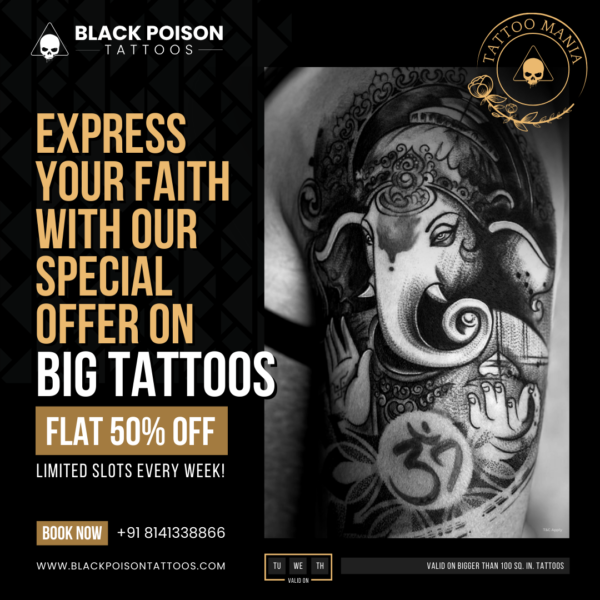 BLACK POISON
TATTOOS
TATTOO MANIA
EXPRESS
YOUR FAITH
WITH OUR
SPECIAL
OFFER ON
BIG TATTOOS
FLAT 50% OFF
LIMITED SLOTS EVERY WEEK!
ॐ
BOOK NOW +91 8141338866
WWW.BLACKPOISONTATTOOS.COM
TU WE TH
VALID ON
VALID ON BIGGER THAN 100 SQ. IN. TATTOOS